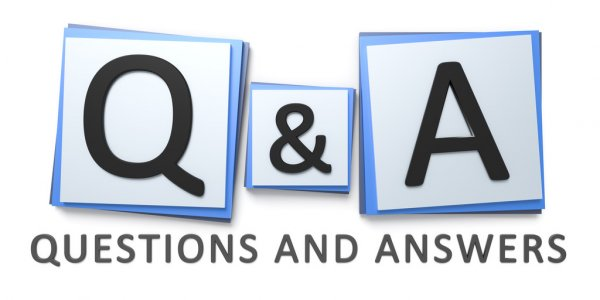 Q & A
QUESTIONS AND ANSWERS